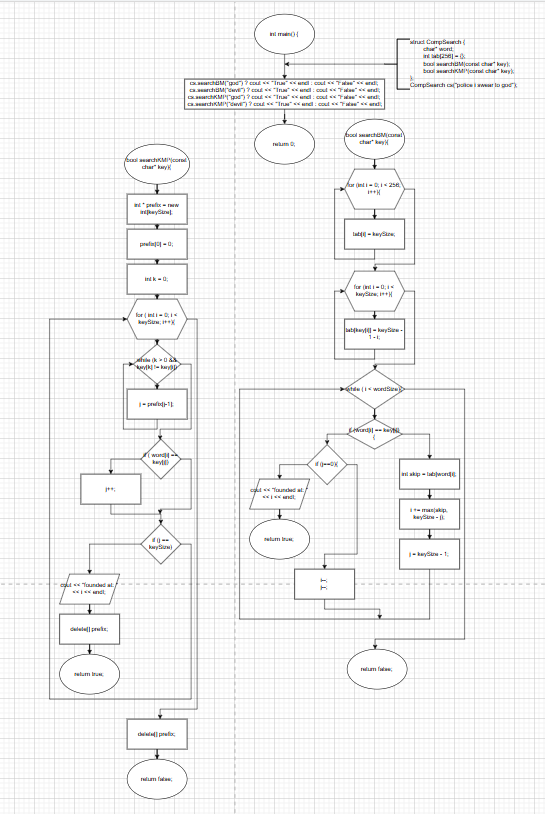 int main() {
struct CompSearch {
char* word;
int tab[256] = {};
bool searchBM(const char* key);
bool searchKMP(const char* key);
};
CompSearch cs("police i swear to god");
cs.searchBM("god") ? cout << "True" << endl : cout << "False" << endl;
cs.searchBM("davil") ? cout << "True" << endl : cout << "False" << endl;
cs.searchKMP("god") ? cout << "True" << endl : cout << "False" << endl;
cs.searchKMP("davil") ? cout << "True" << endl : cout << "False" << endl;
return 0;
bool searchKMP(const
char* key){
int * prefix = new
int[keySize];
prefix[0] = 0;
int k = 0;
for ( int i = 0; i <
keySize; i++){
while (k > 0 &&
key[k] != key[i])
j = prefix[j-1];
if ( word[i] ==
key[j])
j++;
if (j ==
keySize)
cout << "founded at: "
<< i << endl;
delete[] prefix;
return true;
delete[] prefix;
return false;
bool searchBM(const
char* key){
for (int i = 0; i < 256;
i++){
tab[i] = keySize;
for (int i = 0; i <
keySize; i++){
tab[key[i]] = keySize -
1 - i;
while ( i < wordSize){
if (word[i] == key[j])
{
if (j==0){
cout << "founded at: "
<< i << endl;
return true;
int skip = tab[word[i]];
i += max(skip,
keySize - j);
j = keySize - 1;
return false;